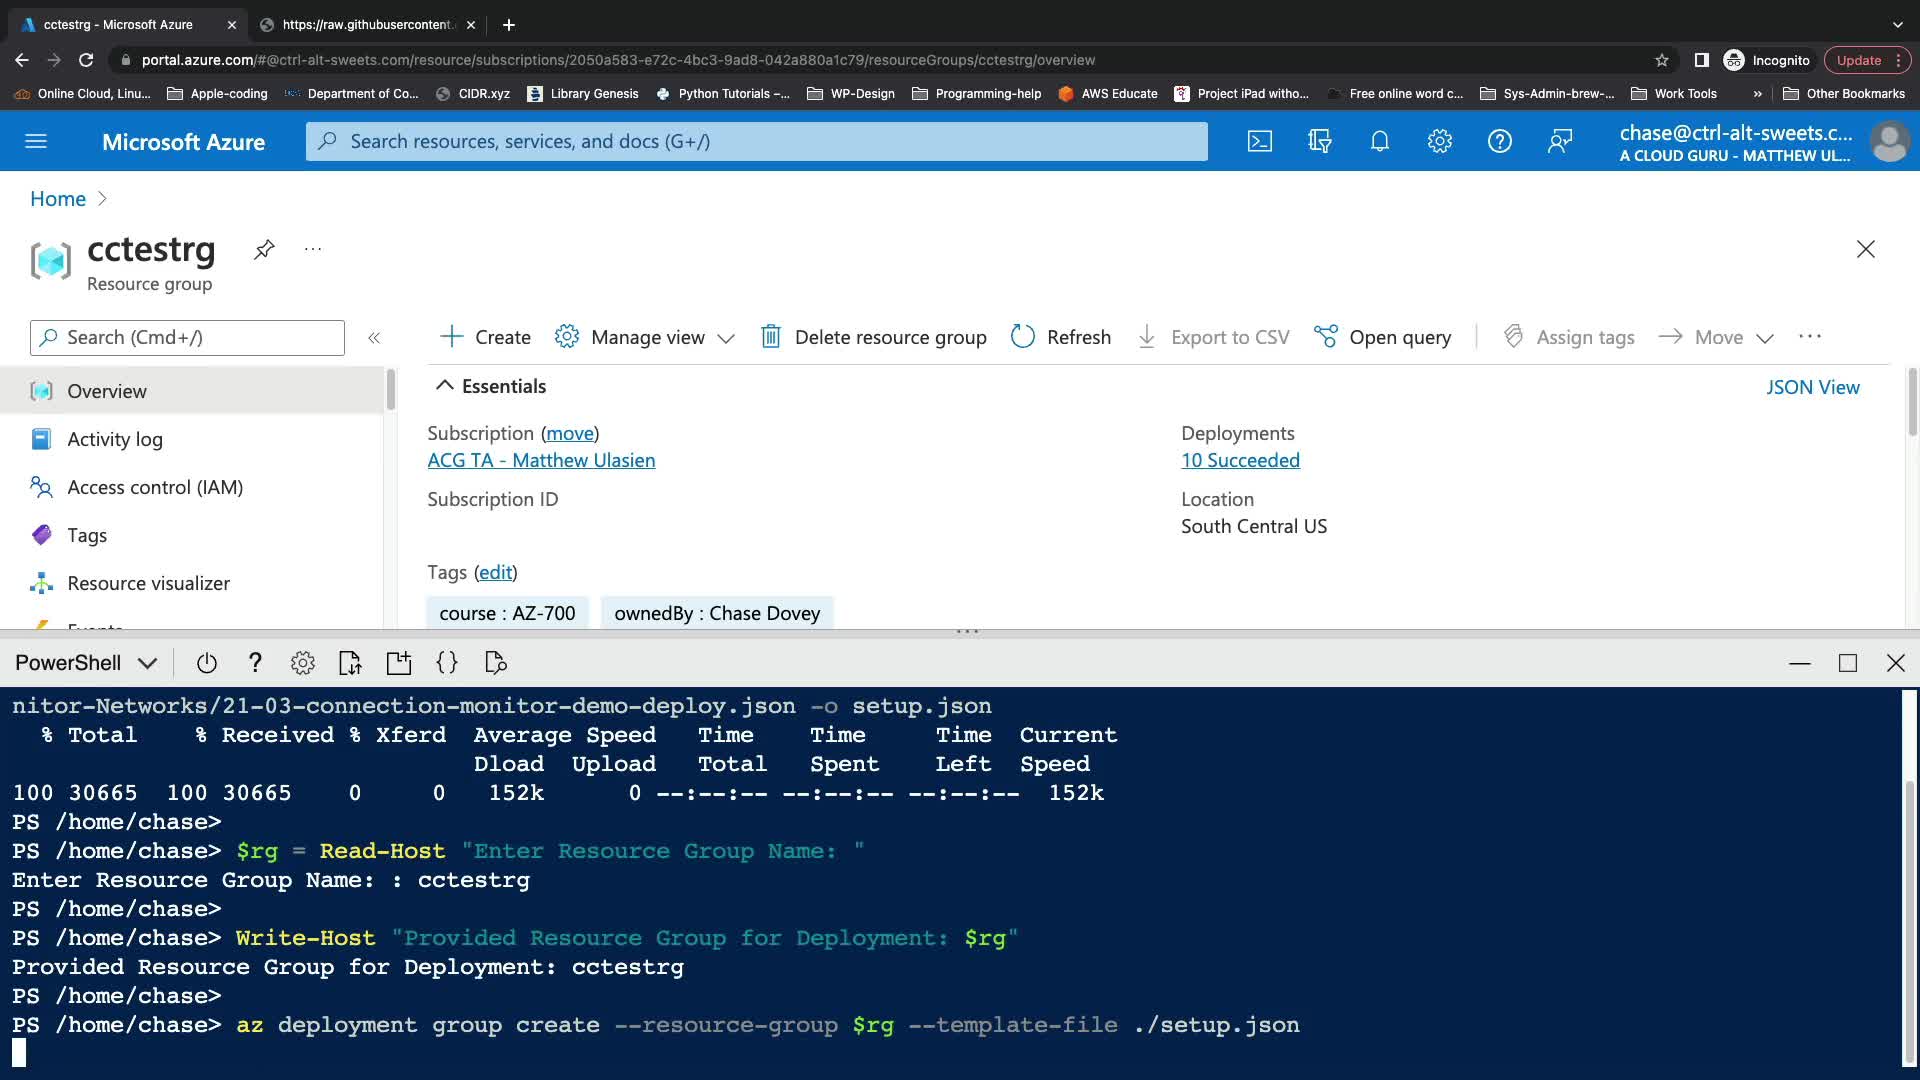 cctestrg - Microsoft Azure
https://raw.githubusercontent.
portal.azure.com/#@ctrl-alt-sweets.com/resource/subscriptions/2050a583-e72c-4bc3-9ad8-042a880a1c79/resourceGroups/cctestrg/overview
Incognito
Update
Online Cloud, Linu...
Apple-coding
Department of Co...
CIDR.xyz
Library Genesis
Python Tutorials –...
WP-Design
Programming-help
AWS Educate
Project iPad witho...
Free online word c...
Sys-Admin-brew-...
Work Tools
»
Other Bookmarks
Microsoft Azure
Search resources, services, and docs (G+/)
chase@ctrl-alt-sweets.c...
A CLOUD GURU - MATTHEW UL...
Home >
cctestrg
Resource group
Search (Cmd+/)
«
Create
Manage view
Delete resource group
Refresh
Export to CSV
Open query
Assign tags
Move
Overview
Activity log
Access control (IAM)
Tags
Resource visualizer
Events
Essentials
JSON View
Subscription (move)
ACG TA - Matthew Ulasien
Subscription ID
Deployments
10 Succeeded
Location
South Central US
Tags (edit)
course : AZ-700
ownedBy : Chase Dovey
PowerShell
?
{}
nitor-Networks/21-03-connection-monitor-demo-deploy.json -o setup.json
% Total % Received % Xferd Average Speed Time Time Time Current
Dload Upload Total Spent Left Speed
100 30665 100 30665 0 0 152k 0 --:--:-- --:--:-- --:--:-- 152k
PS /home/chase>
PS /home/chase> $rg = Read-Host "Enter Resource Group Name: "
Enter Resource Group Name: : cctestrg
PS /home/chase>
PS /home/chase> Write-Host "Provided Resource Group for Deployment: $rg"
Provided Resource Group for Deployment: cctestrg
PS /home/chase>
PS /home/chase> az deployment group create --resource-group $rg --template-file ./setup.json